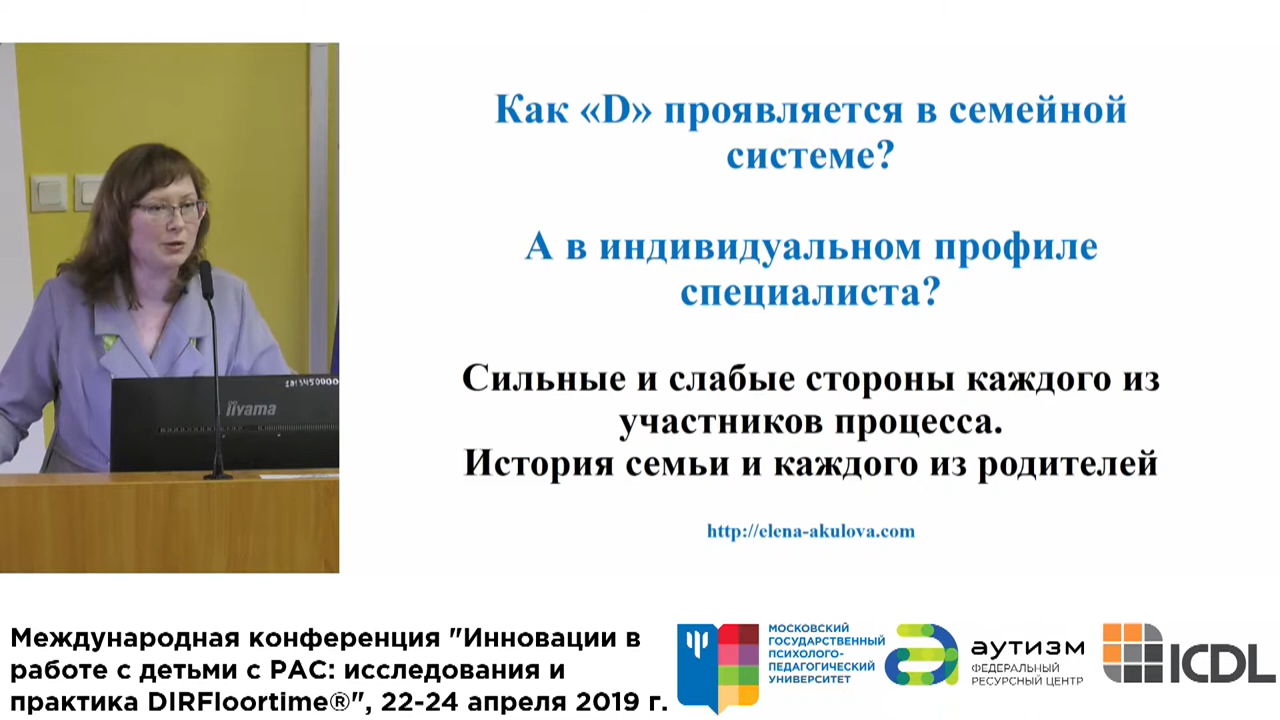 Как «D» проявляется в семейной
системе?
А в индивидуальном профиле
специалиста?
Сильные и слабые стороны каждого из
участников процесса.
История семьи и каждого из родителей
http://elena-akulova.com
iiyama
Международная конференция "Инновации в
работе с детьми с РАС: исследования и
практика DIRFloortime®", 22-24 апреля 2019 г.
МОСКОВСКИЙ
ГОСУДАРСТВЕННЫЙ
ПСИХОЛОГО-
ПЕДАГОГИЧЕСКИЙ
УНИВЕРСИТЕТ
аутизм
ФЕДЕРАЛЬНЫЙ
РЕСУРСНЫЙ ЦЕНТР
ICDL